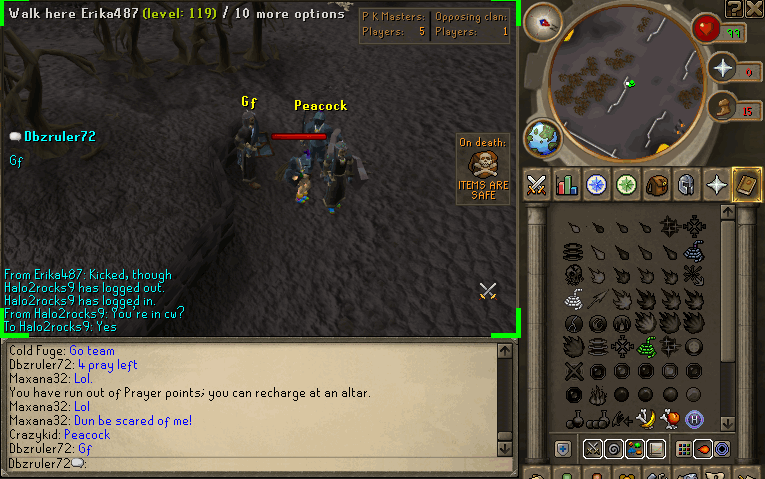 Walk here Erika487 (level: 119) / 10 more options
P K Masters: Opposing clan:
Players: 5 Players: 1
Gf
Peacock
Dbzruler72
Gf
On death:
ITEMS ARE
SAFE
99
0
15
From Erika487: Kicked, though
Halo2rocks9 has logged out.
Halo2rocks9 has logged in.
From Halo2rocks9: You're in cw?
To Halo2rocks9: Yes
Cold Fuge: Go team
Dbzruler72: 4 pray left
Maxana32: Lol.
You have run out of Prayer points; you can recharge at an altar.
Maxana32: Lol
Maxana32: Dun be scared of me!
Crazykid: Peacock
Dbzruler72: Gf
Dbzruler72: